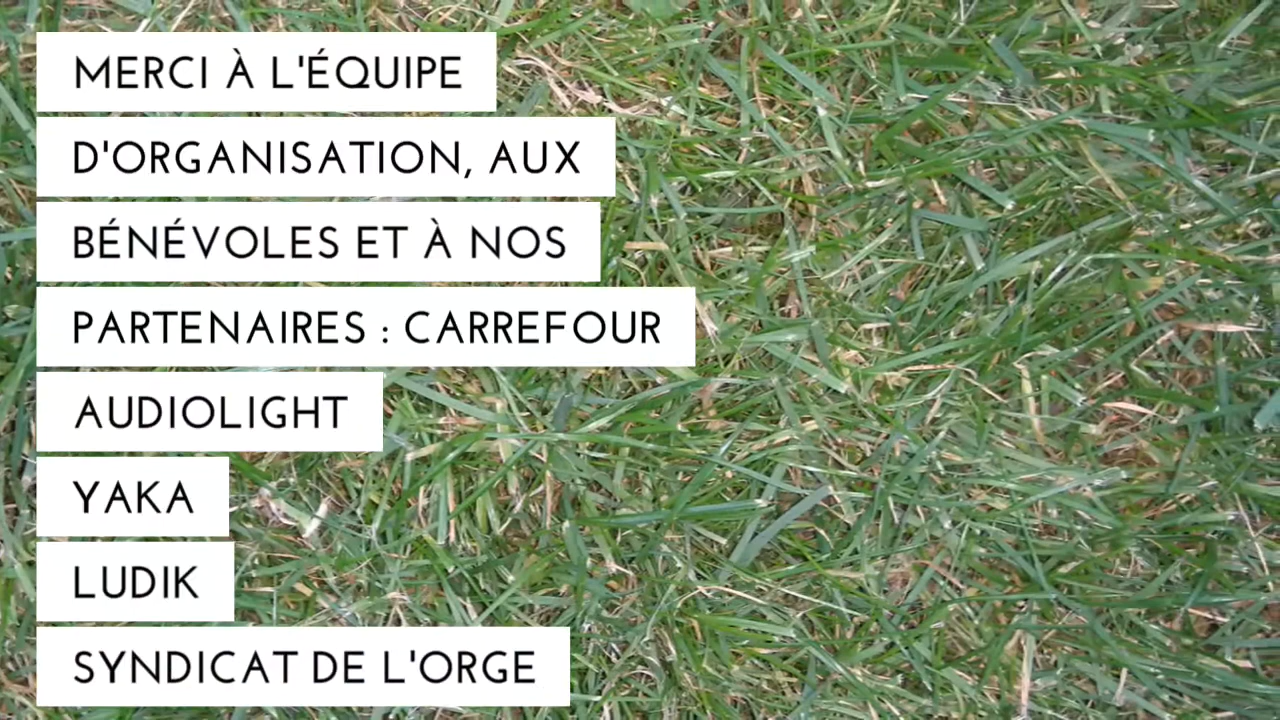 MERCI À L'ÉQUIPE
D'ORGANISATION, AUX
BÉNÉVOLES ET À NOS
PARTENAIRES : CARREFOUR
AUDIOLIGHT
YAKA
LUDIK
SYNDICAT DE L'ORGE